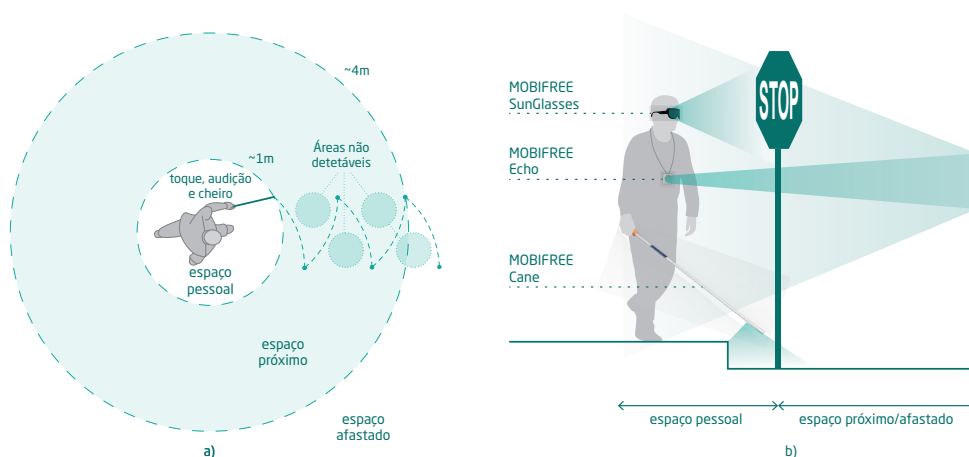 ~4m
Áreas não
detetáveis
~1m
toque, audição
e cheiro
espaço
pessoal
espaço
próximo
espaço
afastado
a)
MOBIFREE
SunGlasses
STOP
MOBIFREE
Echo
MOBIFREE
Cane
espaço pessoal
espaço próximo/afastado
b)